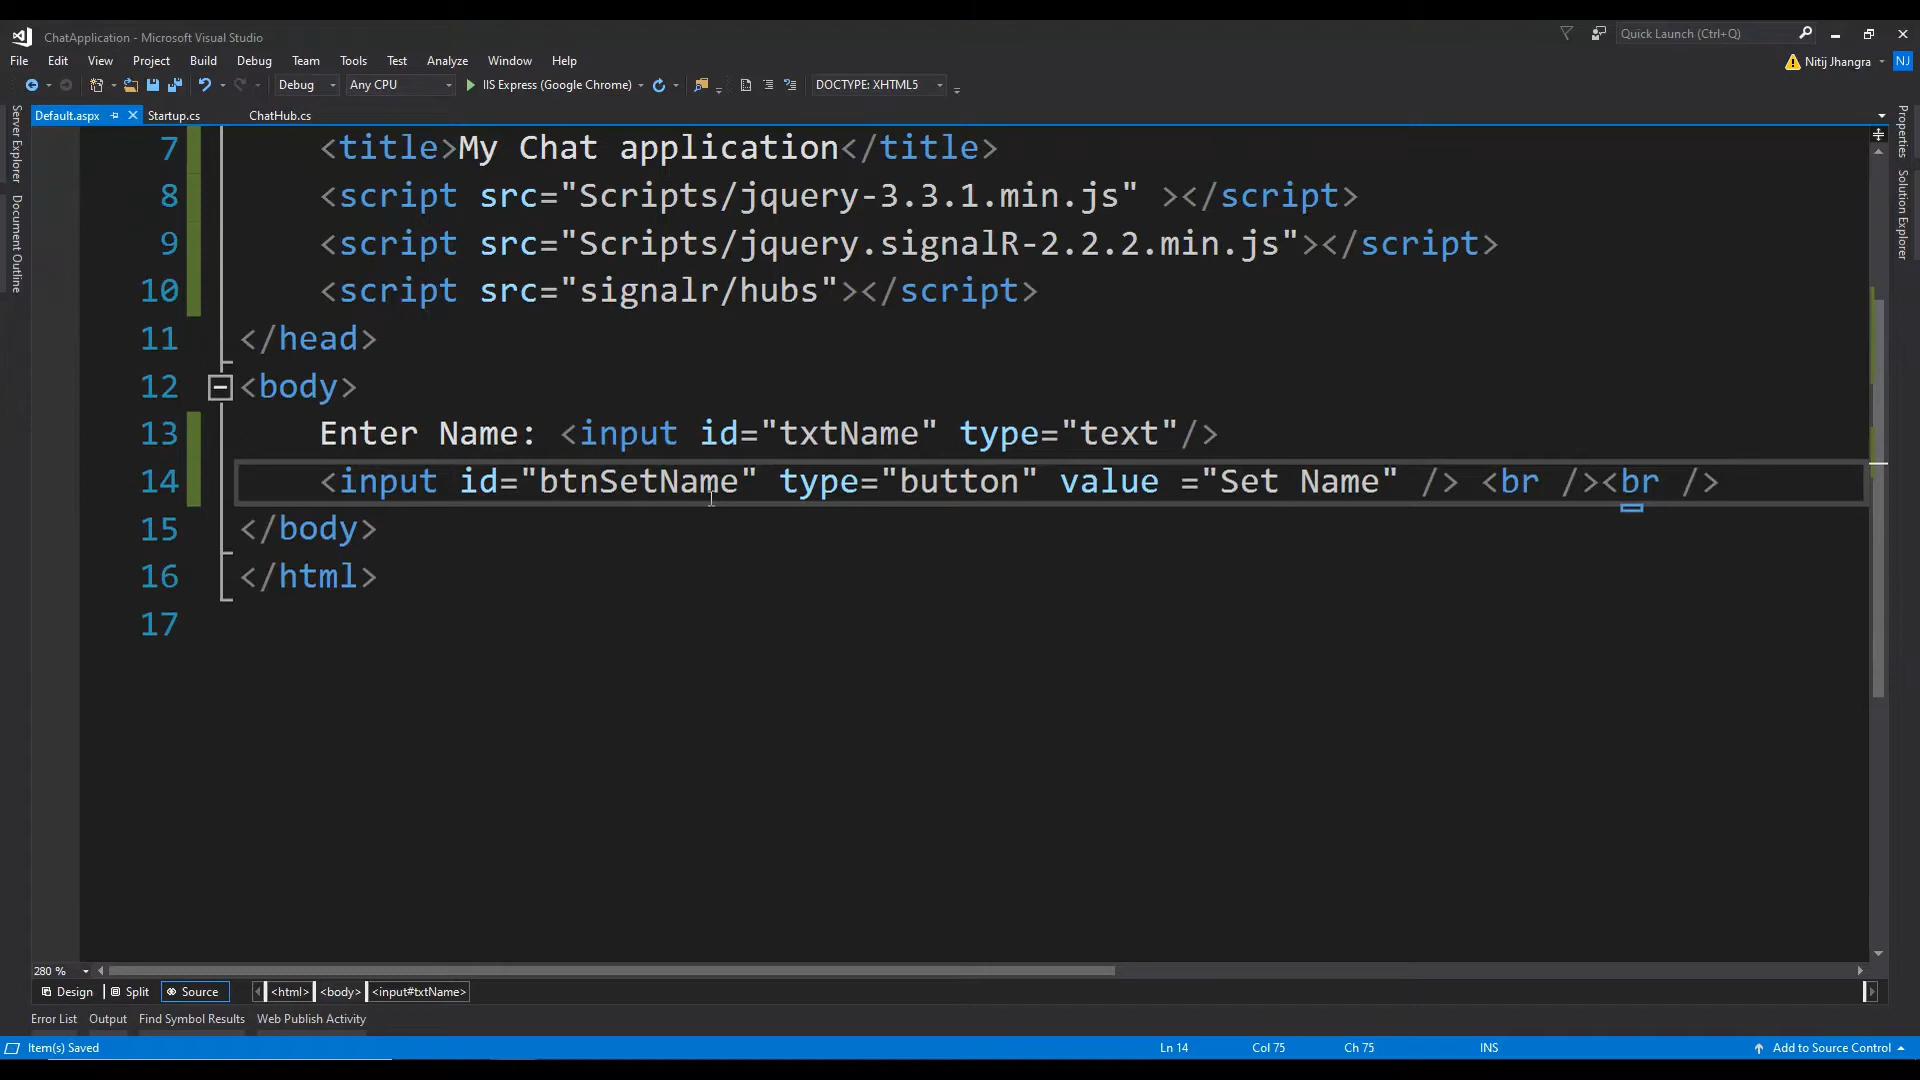 ChatApplication - Microsoft Visual Studio
Quick Launch (Ctrl+Q)
File Edit View Project Build Debug Team Tools Test Analyze Window Help
Nitij Jhangra NJ
Debug Any CPU IIS Express (Google Chrome) DOCTYPE: XHTML5
Default.aspx Startup.cs ChatHub.cs
Server Explorer
Document Outline
Properties
Solution Explorer
7 <title>My Chat application</title>
8 <script src="Scripts/jquery-3.3.1.min.js" ></script>
9 <script src="Scripts/jquery.signalR-2.2.2.min.js"></script>
10 <script src="signalr/hubs"></script>
11 </head>
12 <body>
13 Enter Name: <input id="txtName" type="text"/>
14 <input id="btnSetName" type="button" value ="Set Name" /> <br /><br />
15 </body>
16 </html>
17
280 %
Design Split Source <html> <body> <input#txtName>
Error List Output Find Symbol Results Web Publish Activity
Item(s) Saved Ln 14 Col 75 Ch 75 INS Add to Source Control